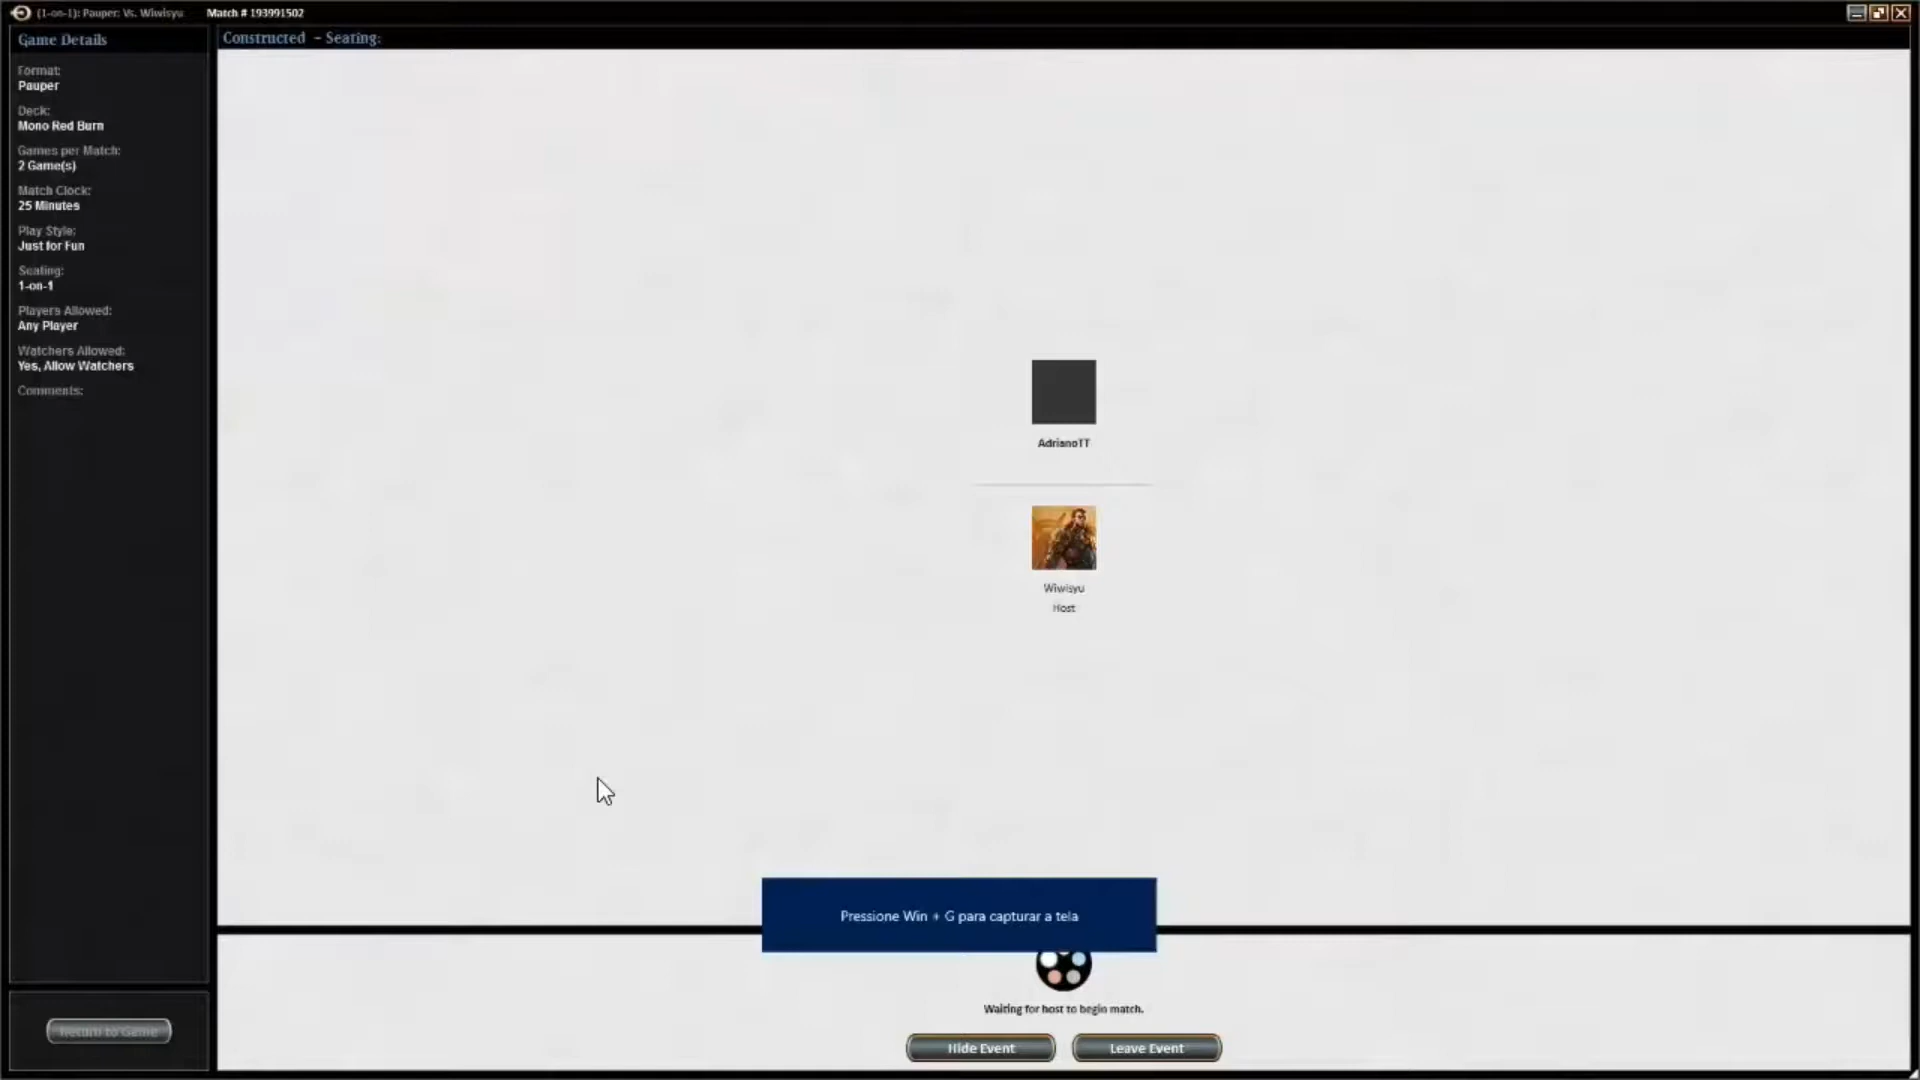 (1-on-1): Pauper: Vs. Wiwisyu Match # 193991502
Game Details
Format:
Pauper
Deck:
Mono Red Burn
Games per Match:
2 Game(s)
Match Clock:
25 Minutes
Play Style:
Just for Fun
Seating:
1-on-1
Players Allowed:
Any Player
Watchers Allowed:
Yes, Allow Watchers
Comments:
Return to Game
Constructed - Seating:
AdrianoTT
Wiwisyu
Host
Pressione Win + G para capturar a tela
Waiting for host to begin match.
Hide Event Leave Event